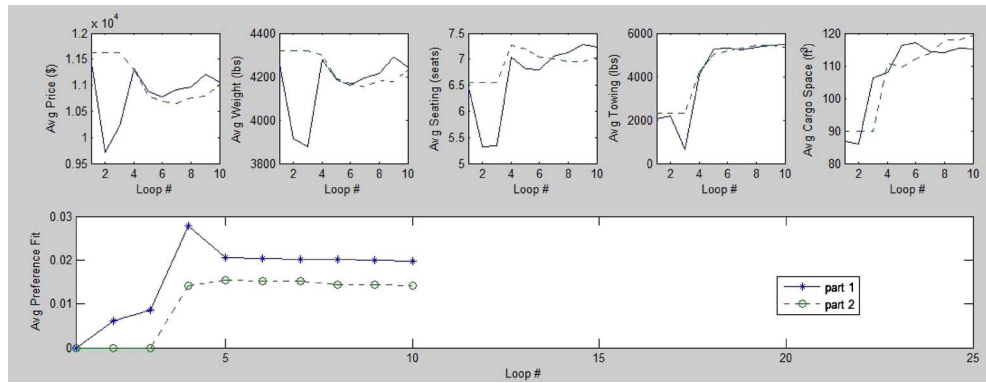 x 10⁴
1.2
1.15
1.1
1.05
1
0.95
Avg Price ($)
2 4 6 8 10
Loop #
4400
4200
4000
3800
Avg Weight (lbs)
2 4 6 8 10
Loop #
7.5
7
6.5
6
5.5
5
Avg Seating (seats)
2 4 6 8 10
Loop #
6000
4000
2000
0
Avg Towing (lbs)
2 4 6 8 10
Loop #
120
110
100
90
80
Avg Cargo Space (ft³)
2 4 6 8 10
Loop #
0.03
0.02
0.01
0
Avg Preference Fit
5 10 15 20 25
Loop #
part 1
part 2